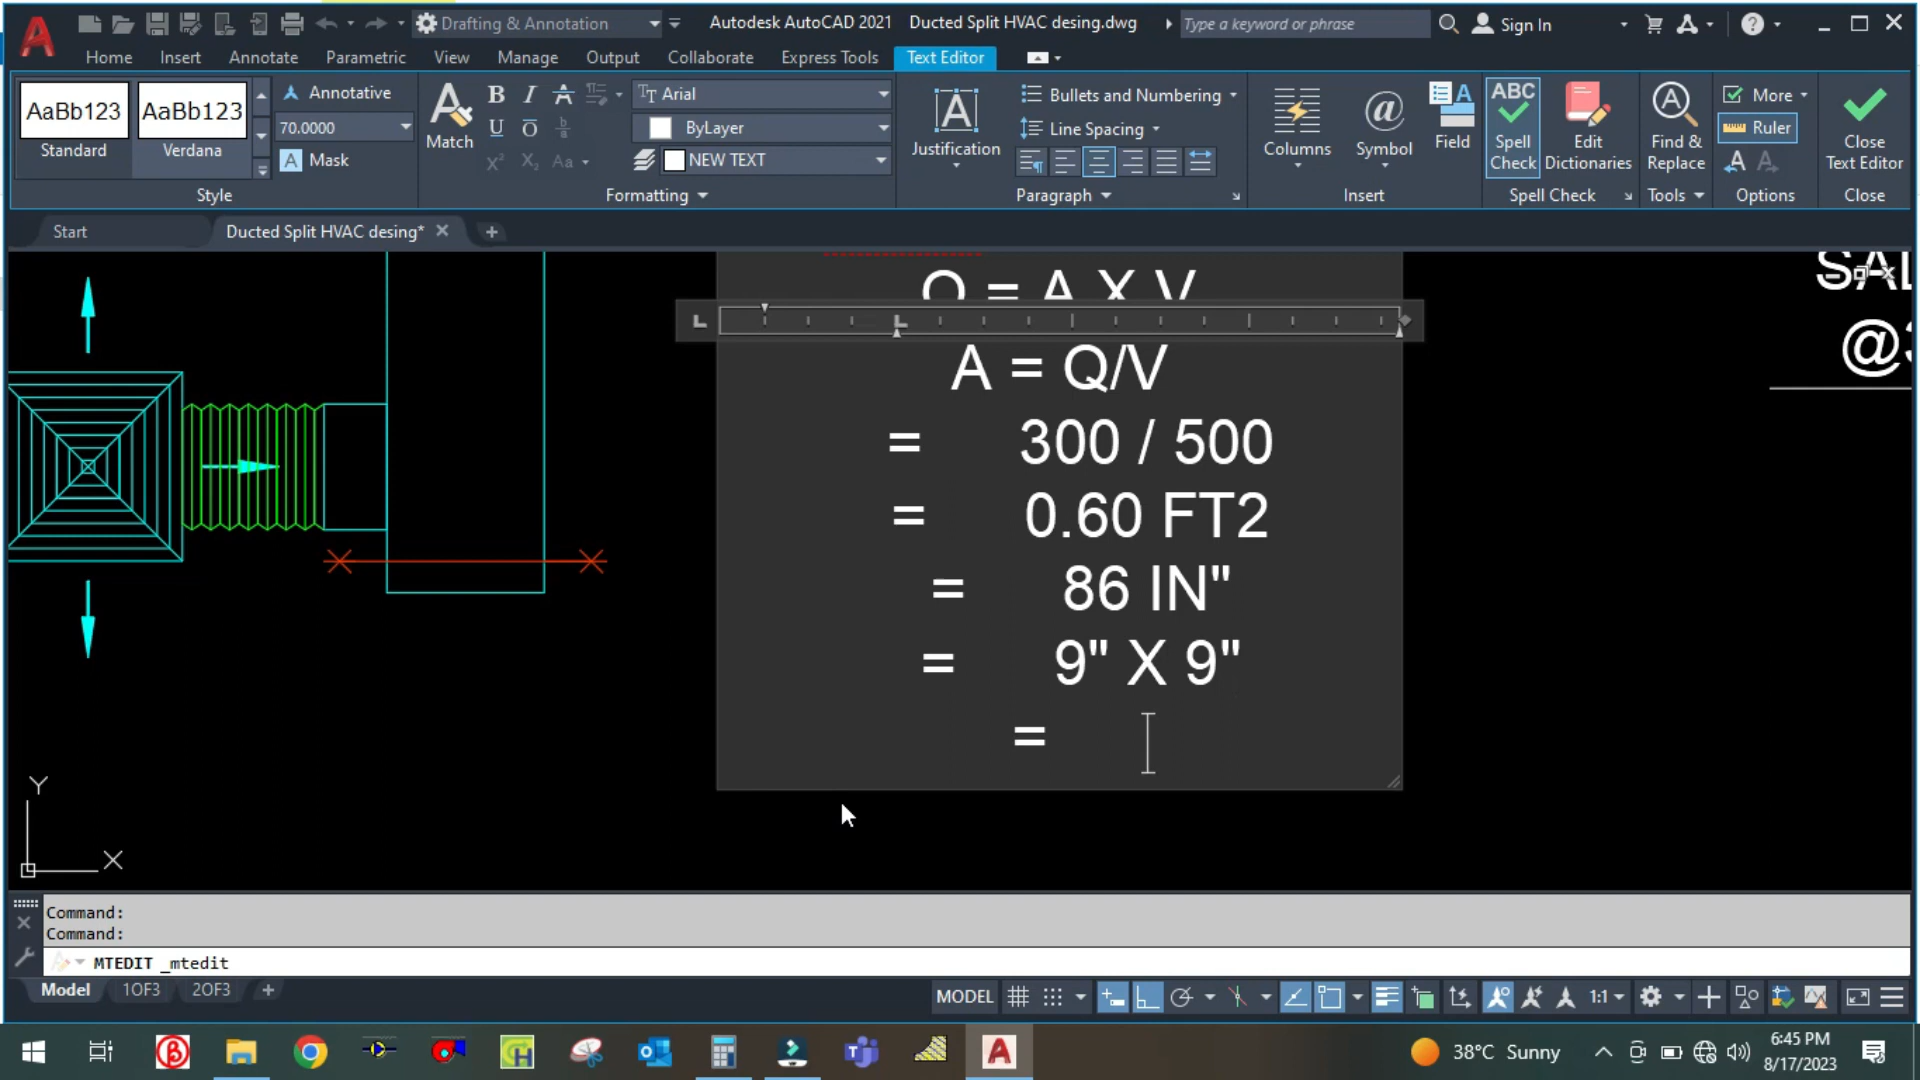 Drafting & Annotation
Autodesk AutoCAD 2021 Ducted Split HVAC desing.dwg
Type a keyword or phrase
Sign In
Home Insert Annotate Parametric View Manage Output Collaborate Express Tools Text Editor
AaBb123
Standard
AaBb123
Verdana
Annotative
70.0000
A Mask
Style
Match
Arial
ByLayer
NEW TEXT
Formatting
Justification
Bullets and Numbering
Line Spacing
Paragraph
Columns
Symbol
Field
Insert
ABC
Spell
Check
Edit
Dictionaries
Spell Check
Find &
Replace
Tools
More
Ruler
Options
Close
Text Editor
Close
Start
Ducted Split HVAC desing*
Q = A X V
A = Q/V
= 300 / 500
= 0.60 FT2
= 86 IN"
= 9" X 9"
=
Y
X
Command:
Command:
MTEDIT _mtedit
Model 1OF3 2OF3 +
MODEL
1:1
38°C Sunny
6:45 PM
8/17/2023